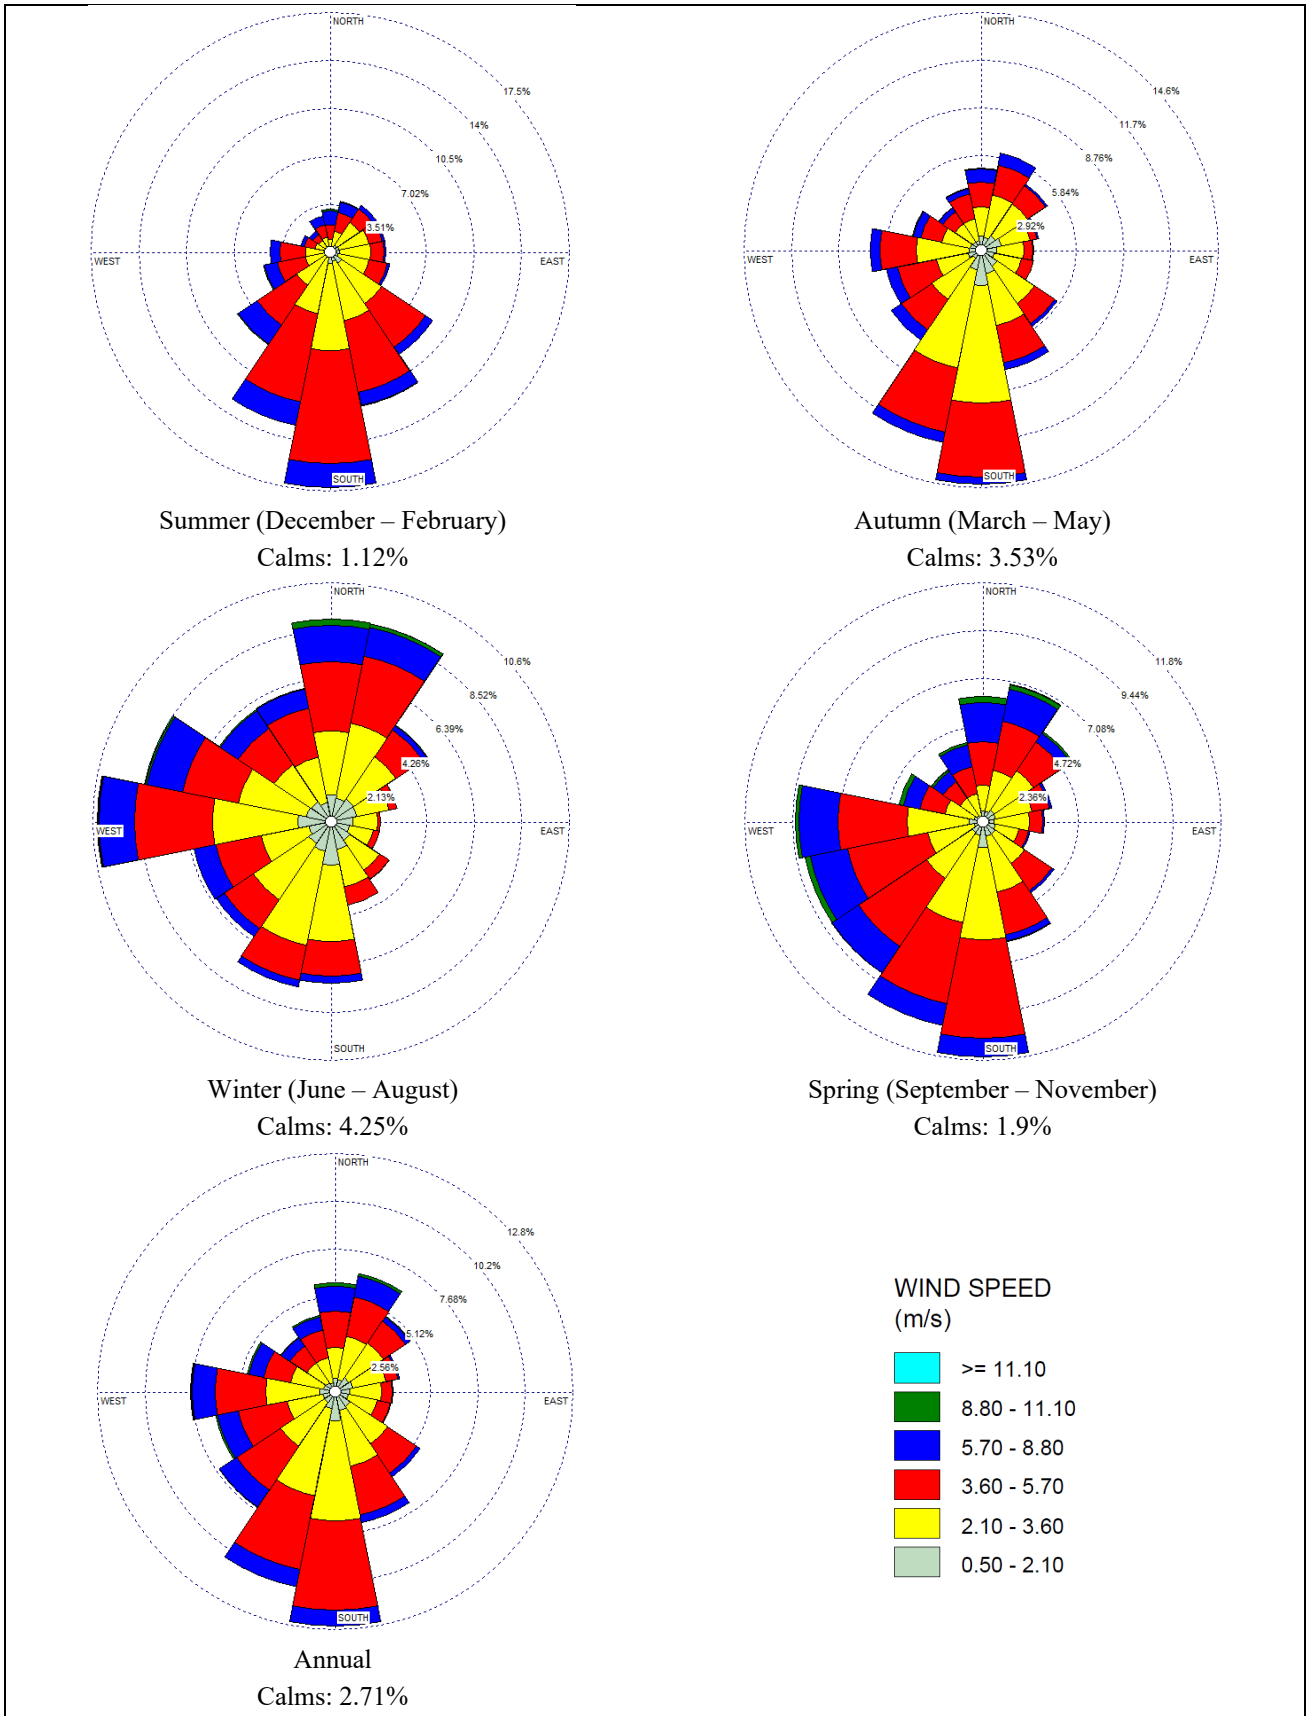 NORTH
17.5%
14%
10.5%
7.02%
3.51%
WEST
EAST
SOUTH
Summer (December – February)
Calms: 1.12%
NORTH
14.6%
11.7%
8.76%
5.84%
2.92%
WEST
EAST
SOUTH
Autumn (March – May)
Calms: 3.53%
NORTH
10.6%
8.52%
6.39%
4.26%
2.13%
WEST
EAST
SOUTH
Winter (June – August)
Calms: 4.25%
NORTH
11.8%
9.44%
7.08%
4.72%
2.36%
WEST
EAST
SOUTH
Spring (September – November)
Calms: 1.9%
NORTH
12.8%
10.2%
7.68%
5.12%
2.56%
WEST
EAST
SOUTH
Annual
Calms: 2.71%
WIND SPEED
(m/s)
>= 11.10
8.80 - 11.10
5.70 - 8.80
3.60 - 5.70
2.10 - 3.60
0.50 - 2.10